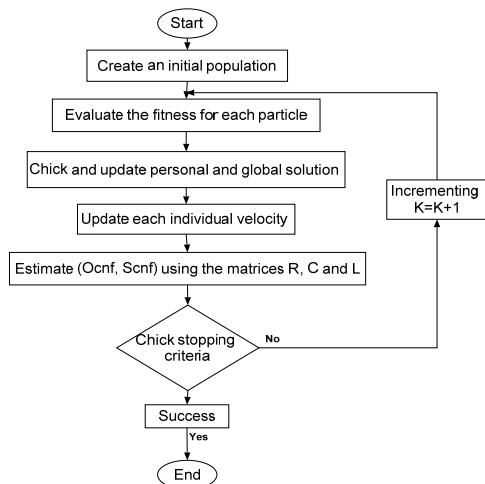 Start
Create an initial population
Evaluate the fitness for each particle
Chick and update personal and global solution
Incrementing
K=K+1
Update each individual velocity
Estimate (Ocnf, Scnf) using the matrices R, C and L
Chick stopping
criteria
No
Success
Yes
End